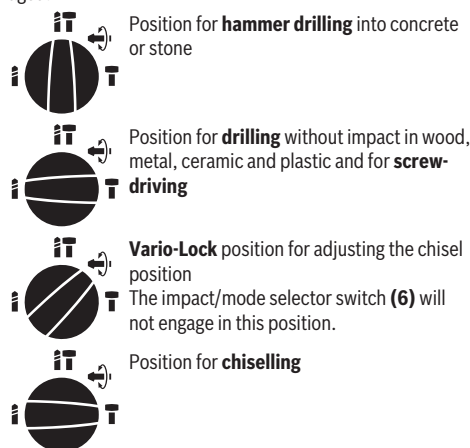 Position for hammer drilling into concrete
or stone
Position for drilling without impact in wood,
metal, ceramic and plastic and for screw-
driving
Vario-Lock position for adjusting the chisel
position
The impact/mode selector switch (6) will
not engage in this position.
Position for chiselling